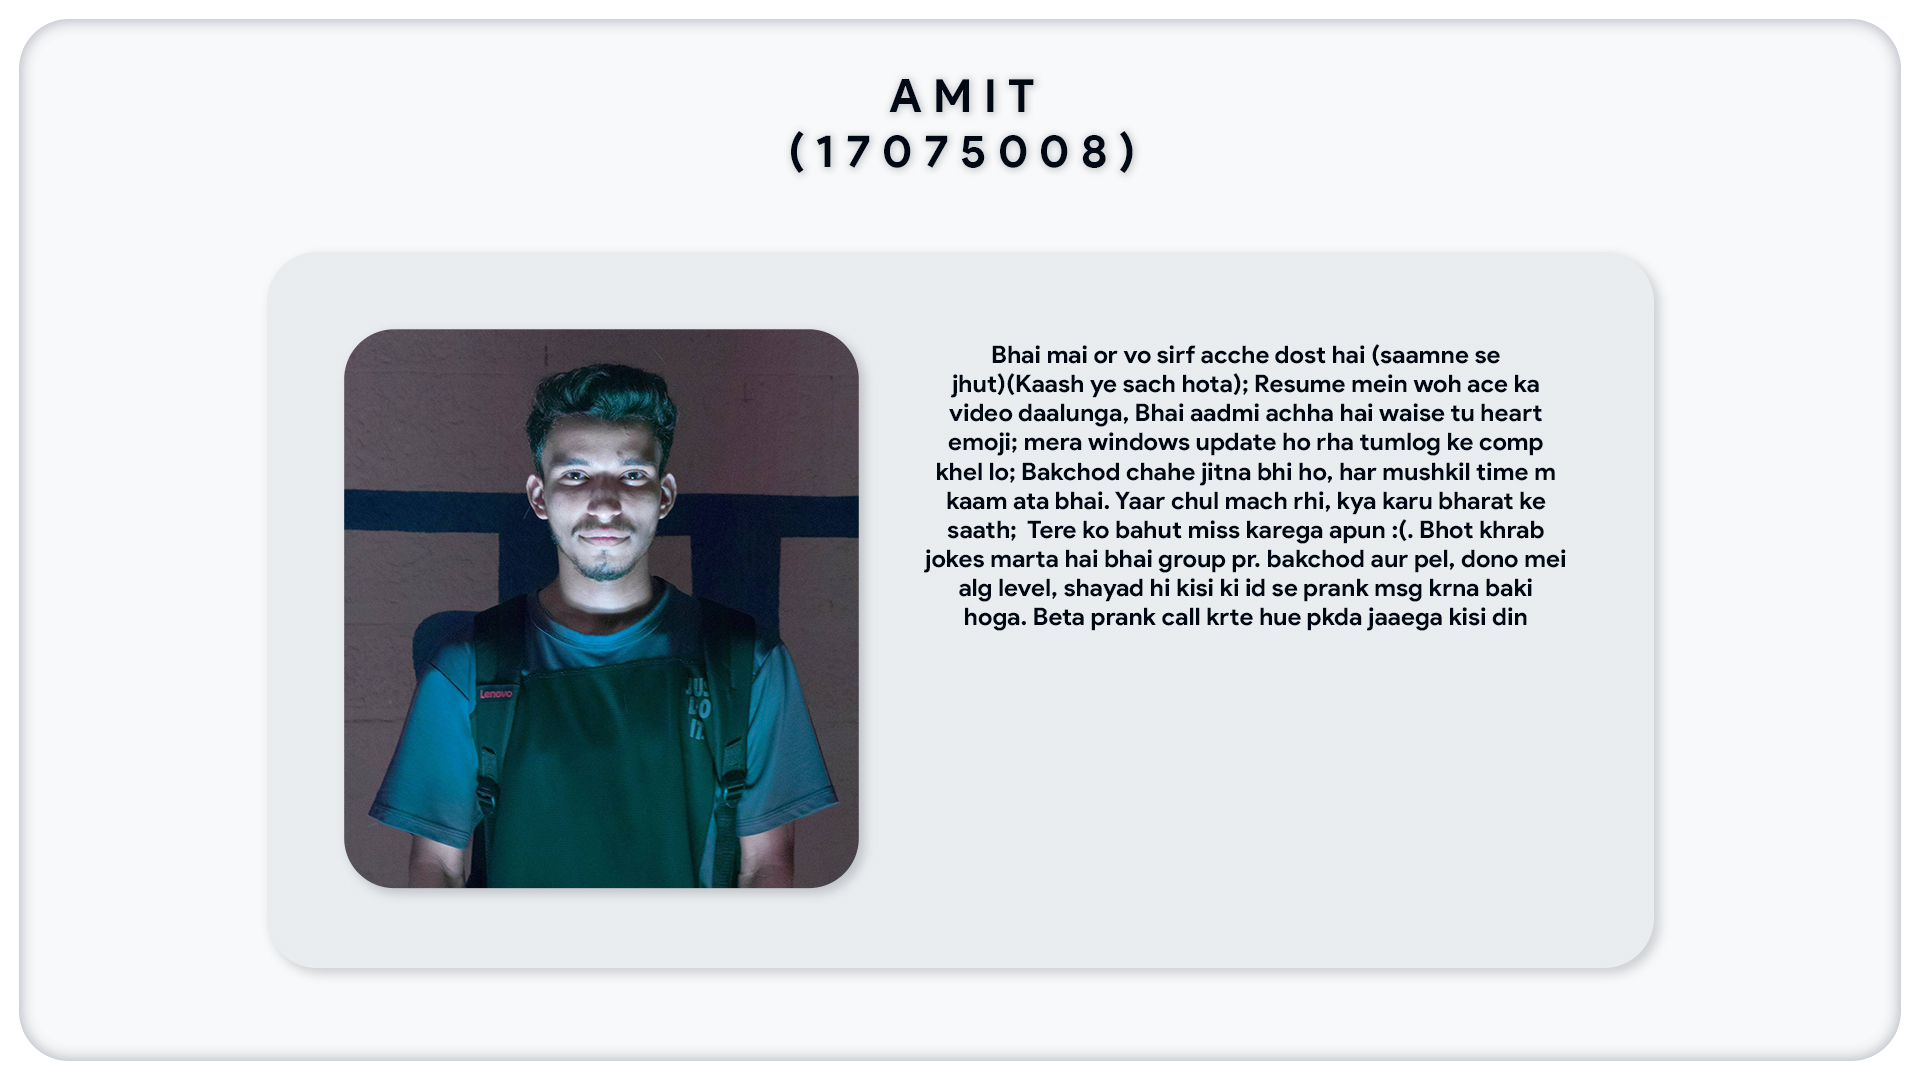 AMIT
(17075008)
Bhai mai or vo sirf acche dost hai (saamne se
jhut)(Kaash ye sach hota); Resume mein woh ace ka
video daalunga, Bhai aadmi achha hai waise tu heart
emoji; mera windows update ho rha tumlog ke comp
khel lo; Bakchod chahe jitna bhi ho, har mushkil time m
kaam ata bhai. Yaar chul mach rhi, kya karu bharat ke
saath;  Tere ko bahut miss karega apun :(. Bhot khrab
jokes marta hai bhai group pr. bakchod aur pel, dono mei
alg level, shayad hi kisi ki id se prank msg krna baki
hoga. Beta prank call krte hue pkda jaaega kisi din
Lenovo